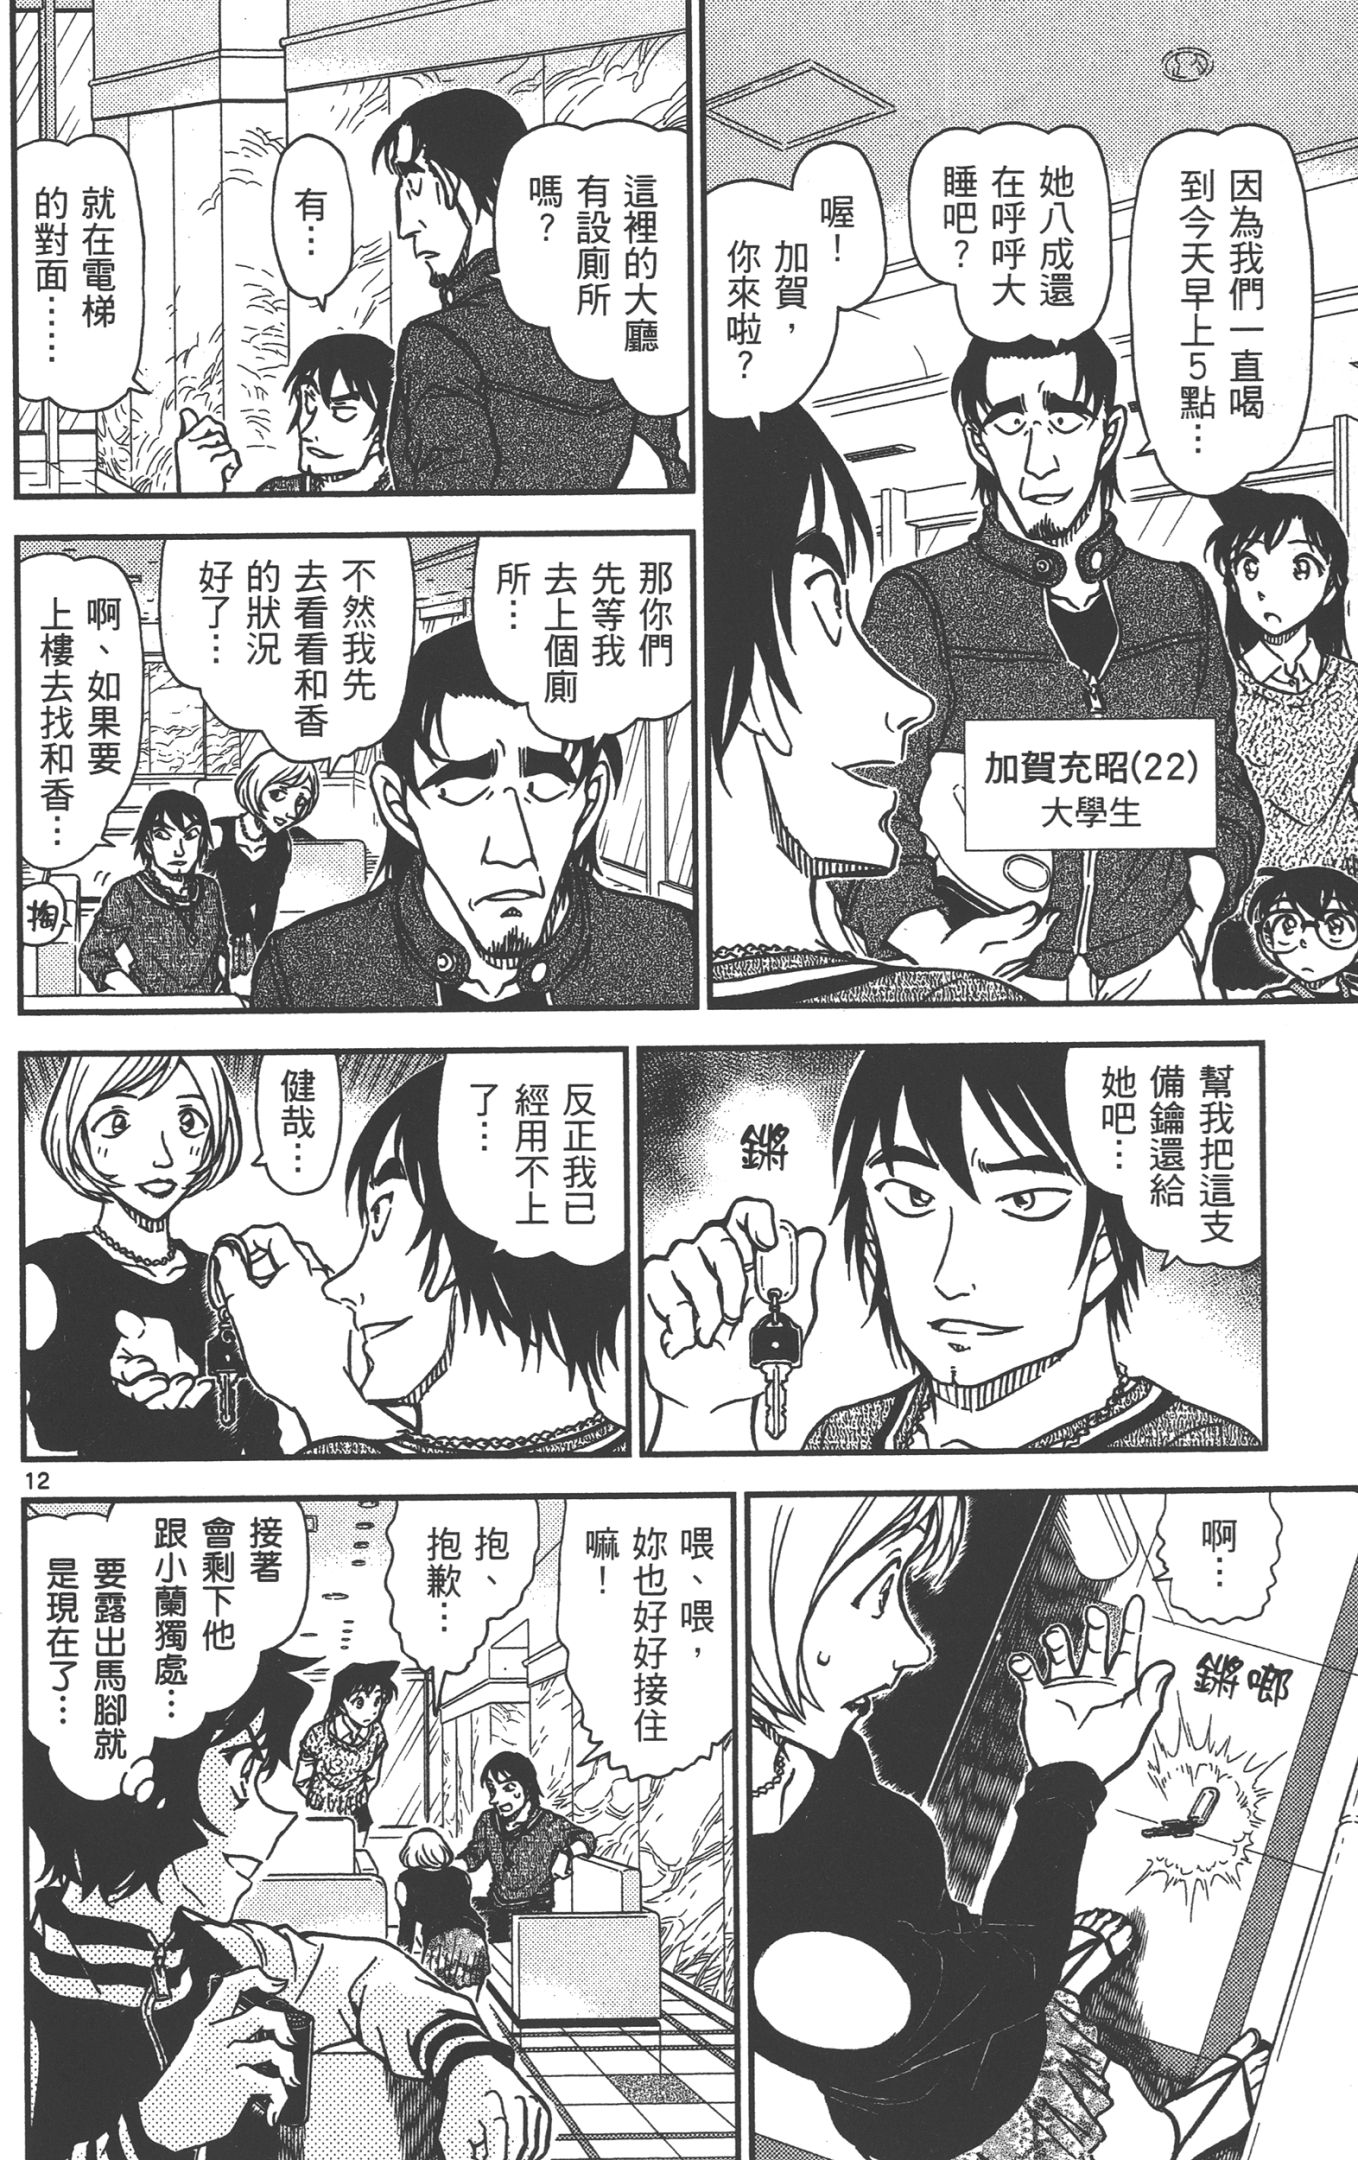 因為我們一直喝
到今天早上5點…
她八成還
在呼呼大
睡吧？
喔！
加賀，
你來啦？
加賀充昭(22)
大學生
這裡的大廳
有設廁所
嗎？
有…
就在電梯
的對面……
那你們
先等我
去上個廁
所…
不然我先
去看看和香
的狀況
好了…
啊、如果要
上樓去找和香…
掏
幫我把這支
備鑰還給
她吧…
鏘
反正我已
經用不上
了…
健哉…
啊…
鏘啷
喂、喂，
妳也好好接住
嘛！
抱、
抱歉…
接著
會剩下他
跟小蘭獨處…
要露出馬腳就
是現在了…
12